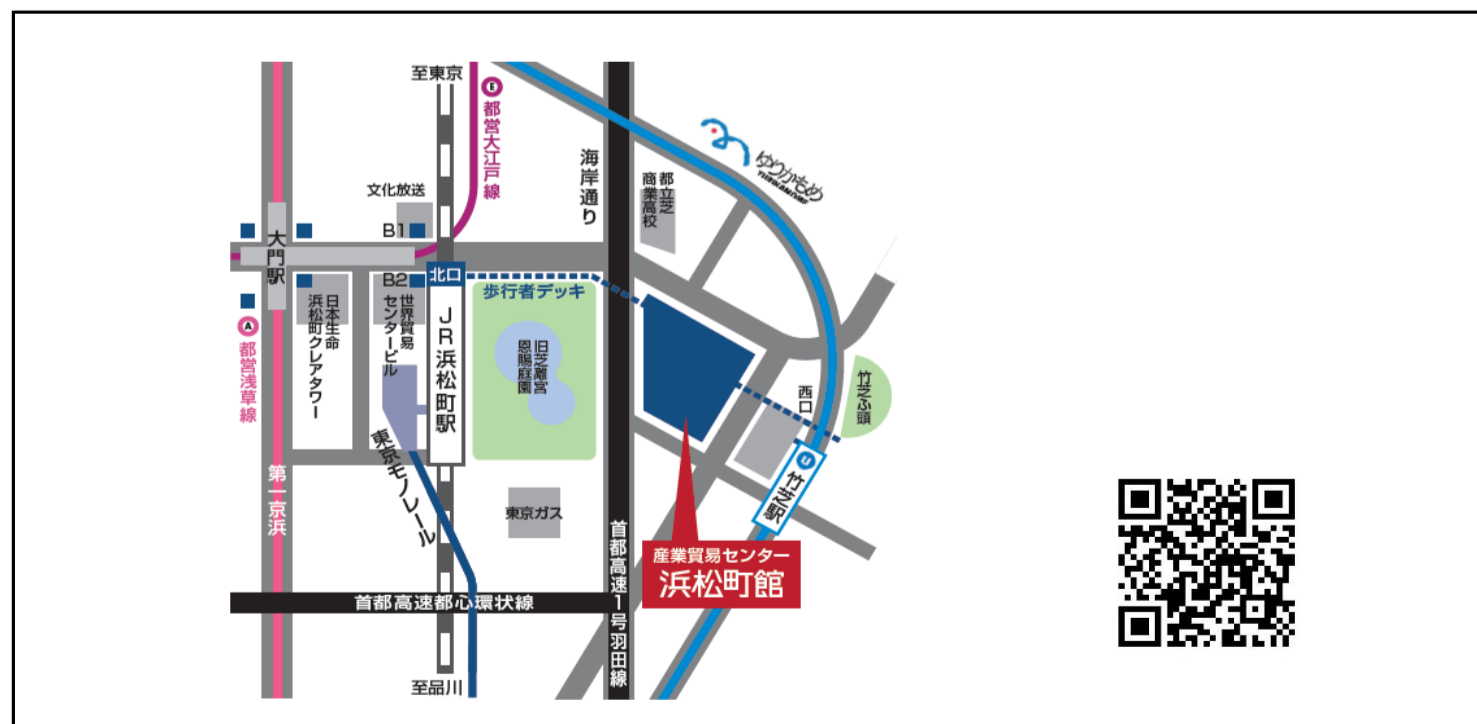 至東京
E
都営大江戸線
海岸通り
ゆりかもめ
YURIKAMOME
都立芝
商業高校
文化放送
B1
大門駅
B2
北口
歩行者デッキ
A
都営浅草線
日本生命
浜松町クレアタワー
世界貿易
センタービル
JR浜松町駅
旧芝離宮
恩賜庭園
西口
竹芝ふ頭
U
竹芝駅
東京モノレール
第一京浜
東京ガス
産業貿易センター
浜松町館
首都高速都心環状線
首都高速1号羽田線
至品川